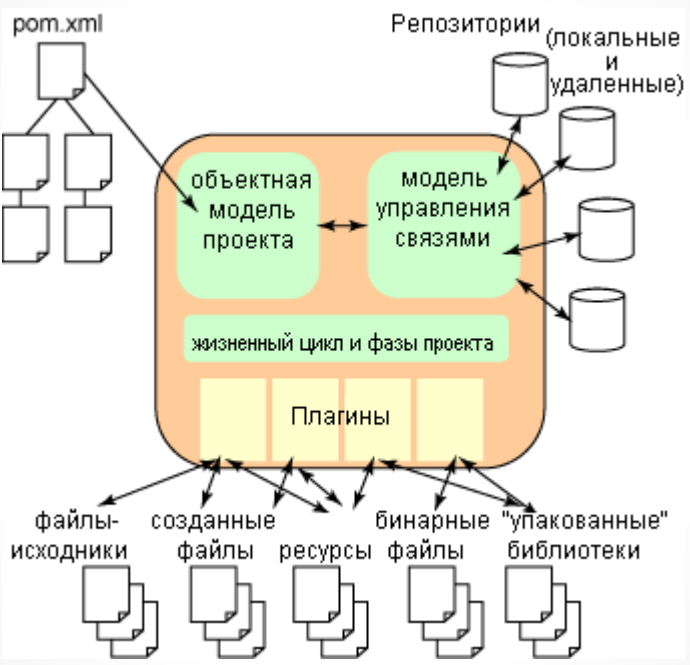 pom.xml
Репозитории
(локальные
и
удаленные)
объектная
модель
проекта
модель
управления
связями
жизненный цикл и фазы проекта
Плагины
файлы-
исходники
созданные
файлы
ресурсы
бинарные
файлы
"упакованные"
библиотеки